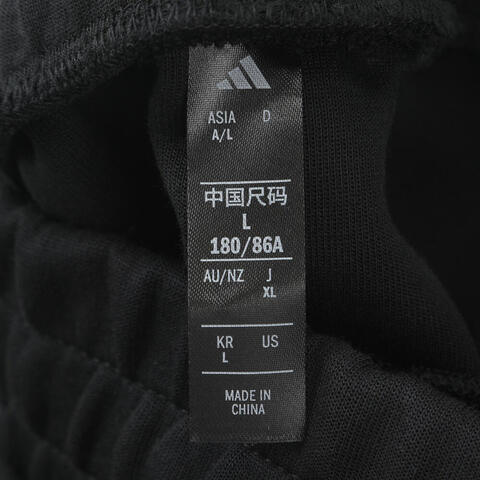 ASIA D
A/L
中国尺码
L
180/86A
AU/NZ J
XL
KR US
L
MADE IN
CHINA